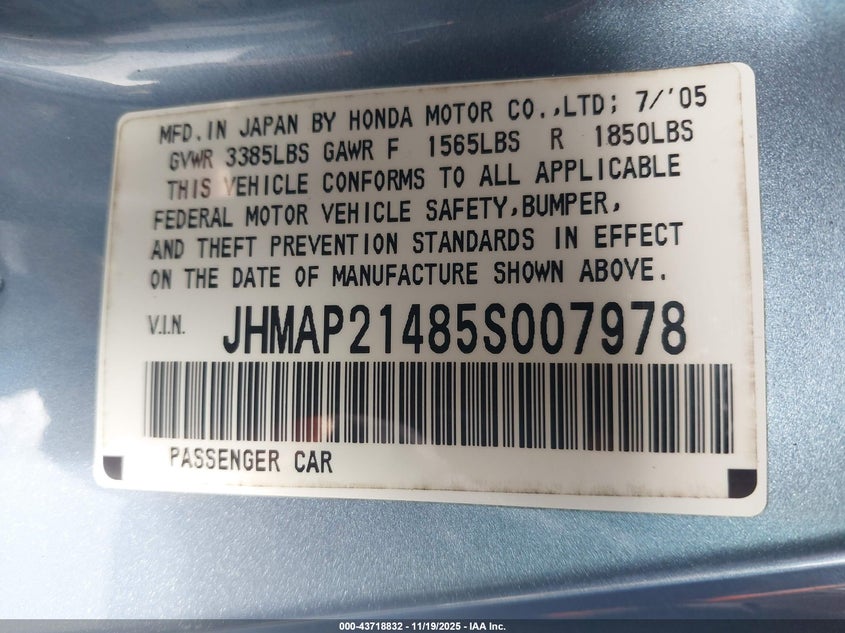 MFD.IN JAPAN BY HONDA MOTOR CO.,LTD; 7/'05
GVWR 3385LBS GAWR F 1565LBS R 1850LBS
THIS VEHICLE CONFORMS TO ALL APPLICABLE
FEDERAL MOTOR VEHICLE SAFETY,BUMPER,
AND THEFT PREVENTION STANDARDS IN EFFECT
ON THE DATE OF MANUFACTURE SHOWN ABOVE.
V.I.N. JHMAP21485S007978
PASSENGER CAR
000-43718832 - 11/19/2025 - IAA Inc.